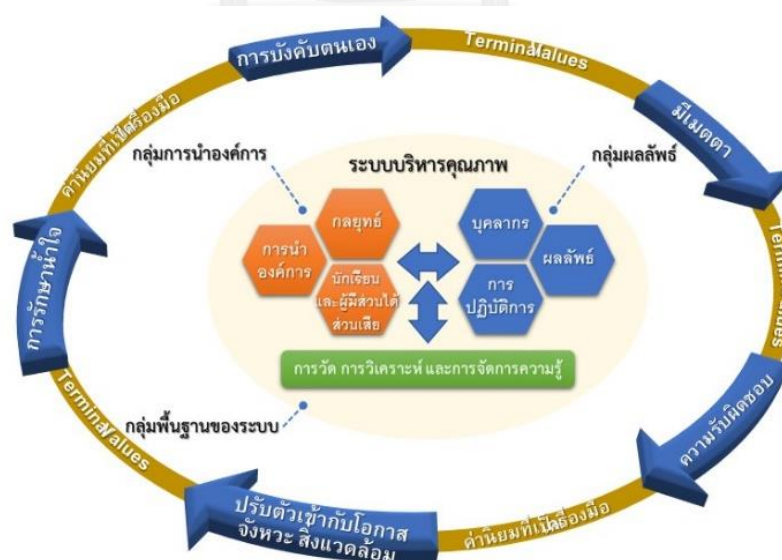 การบังคับตนเอง
Terminal Values
มีเมตตา
ค่านิยมที่เป็นเครื่องมือ
กลุ่มการนำองค์การ
ระบบบริหารคุณภาพ
กลุ่มผลลัพธ์
กลยุทธ์
บุคลากร
การนำ
องค์การ
ผลลัพธ์
นักเรียน
และผู้มีส่วนได้
ส่วนเสีย
การ
ปฏิบัติการ
การรักษาน้ำใจ
การวัด การวิเคราะห์ และการจัดการความรู้
Terminal Values
กลุ่มพื้นฐานของระบบ
ความรับผิดชอบ
ปรับตัวเข้ากับโอกาส
จังหวะ สิ่งแวดล้อม
ค่านิยมที่เป็นเครื่องมือ